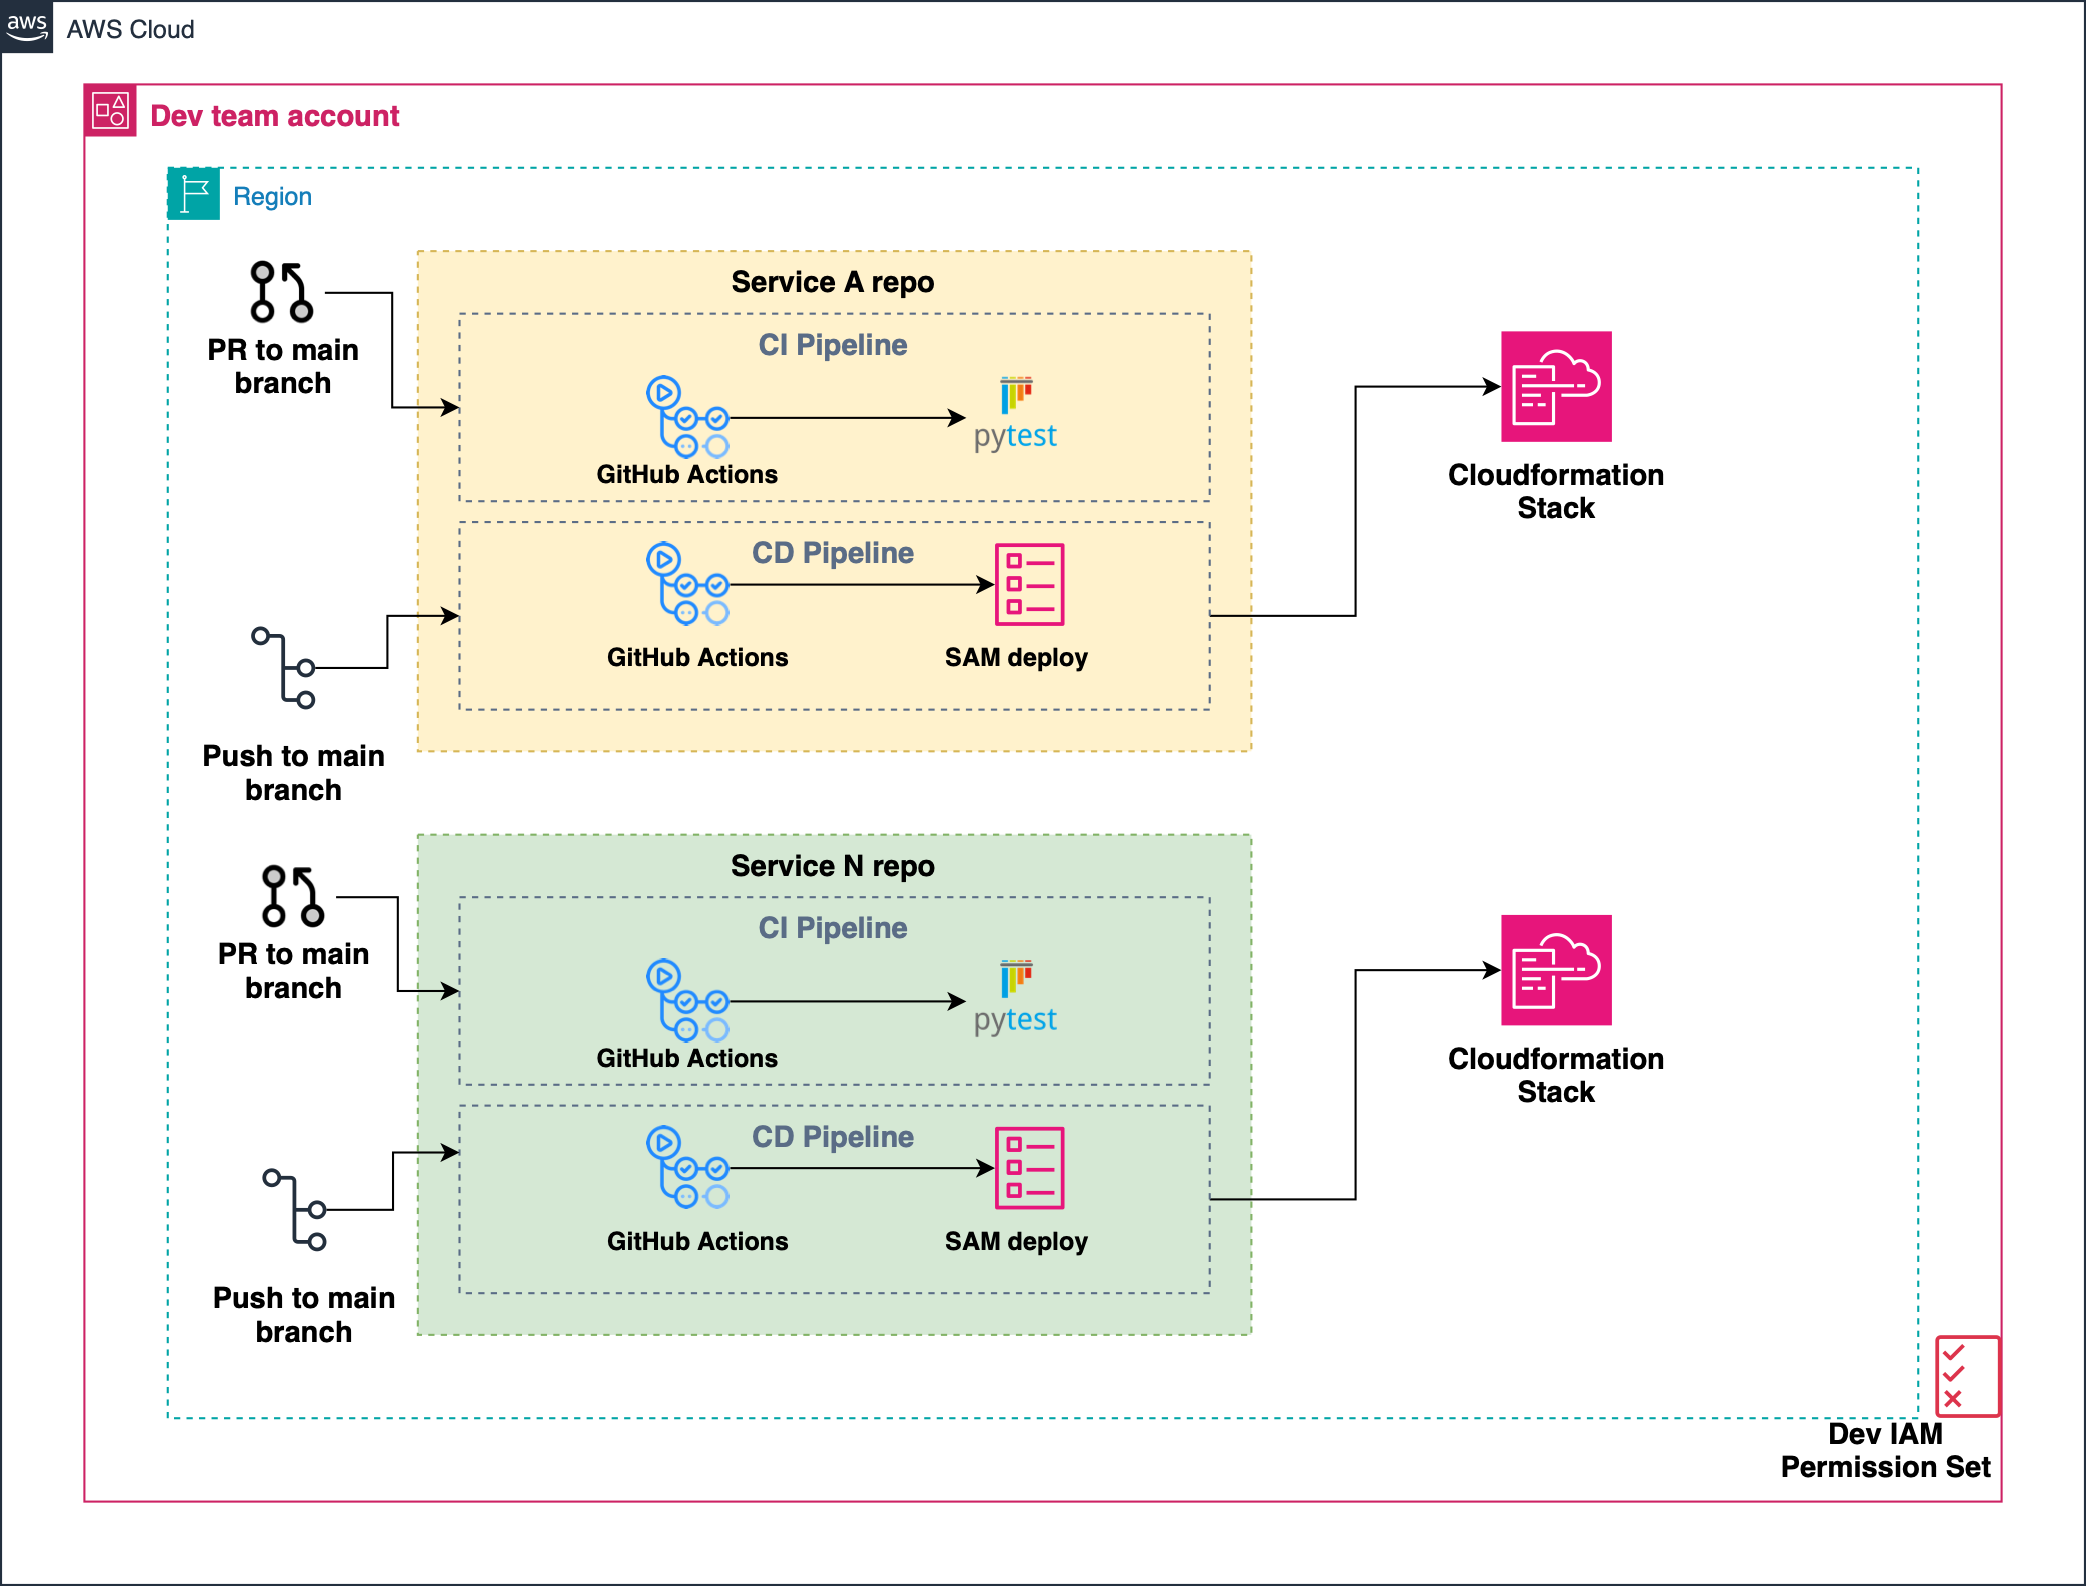 aws
AWS Cloud
Dev team account
Region
PR to main
branch
Service A repo
CI Pipeline
GitHub Actions
pytest
CD Pipeline
GitHub Actions
SAM deploy
Push to main
branch
Cloudformation
Stack
PR to main
branch
Service N repo
CI Pipeline
GitHub Actions
pytest
CD Pipeline
GitHub Actions
SAM deploy
Push to main
branch
Cloudformation
Stack
Dev IAM
Permission Set